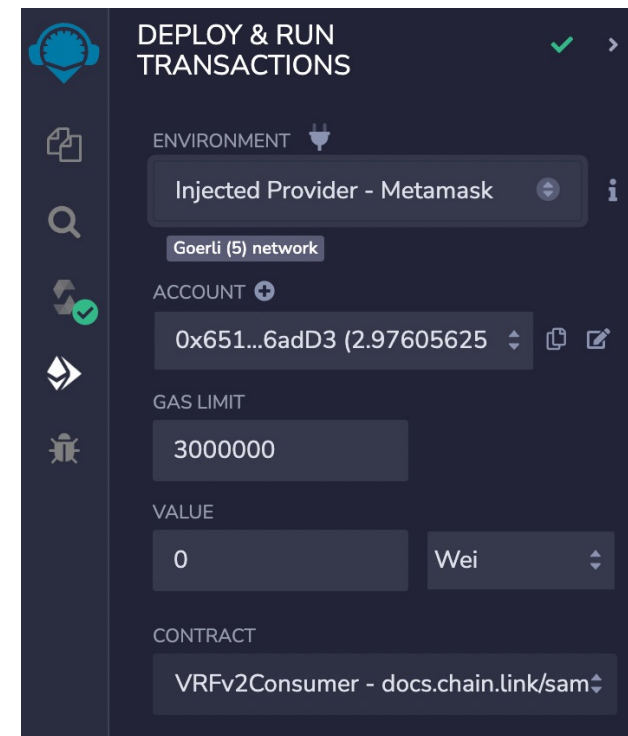 DEPLOY & RUN
TRANSACTIONS
ENVIRONMENT
Injected Provider - Metamask
Goerli (5) network
ACCOUNT
0x651...6adD3 (2.97605625
GAS LIMIT
3000000
VALUE
0 Wei
CONTRACT
VRFv2Consumer - docs.chain.link/sam